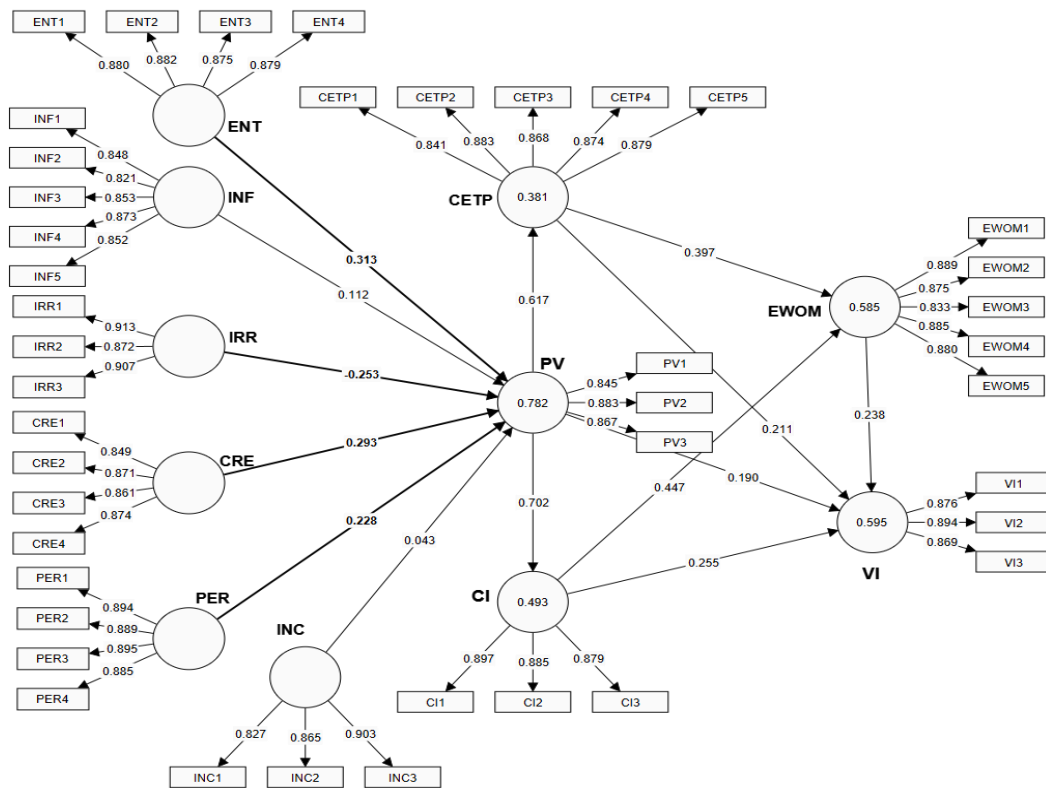 ENT1 ENT2 ENT3 ENT4
0.880 0.882 0.875 0.879
ENT
INF1
INF2
INF3
INF4
INF5
0.848
0.821
0.853
0.873
0.852
INF
IRR1
IRR2
IRR3
0.913
0.872
0.907
IRR
CRE1
CRE2
CRE3
CRE4
0.849
0.871
0.861
0.874
CRE
PER1
PER2
PER3
PER4
0.894
0.889
0.895
0.885
PER
INC
0.827 0.865 0.903
INC1 INC2 INC3
0.313
0.112
-0.253
0.293
0.228
0.043
CETP1 CETP2 CETP3 CETP4 CETP5
0.841 0.883 0.868 0.874 0.879
CETP
0.381
0.617
PV
0.782
0.845
0.883
0.867
PV1
PV2
PV3
0.702
CI
0.493
0.897 0.885 0.879
CI1 CI2 CI3
0.397
0.211
0.190
0.447
0.255
EWOM
0.585
0.889
0.875
0.833
0.885
0.880
EWOM1
EWOM2
EWOM3
EWOM4
EWOM5
0.238
0.595
VI
0.876
0.894
0.869
VI1
VI2
VI3